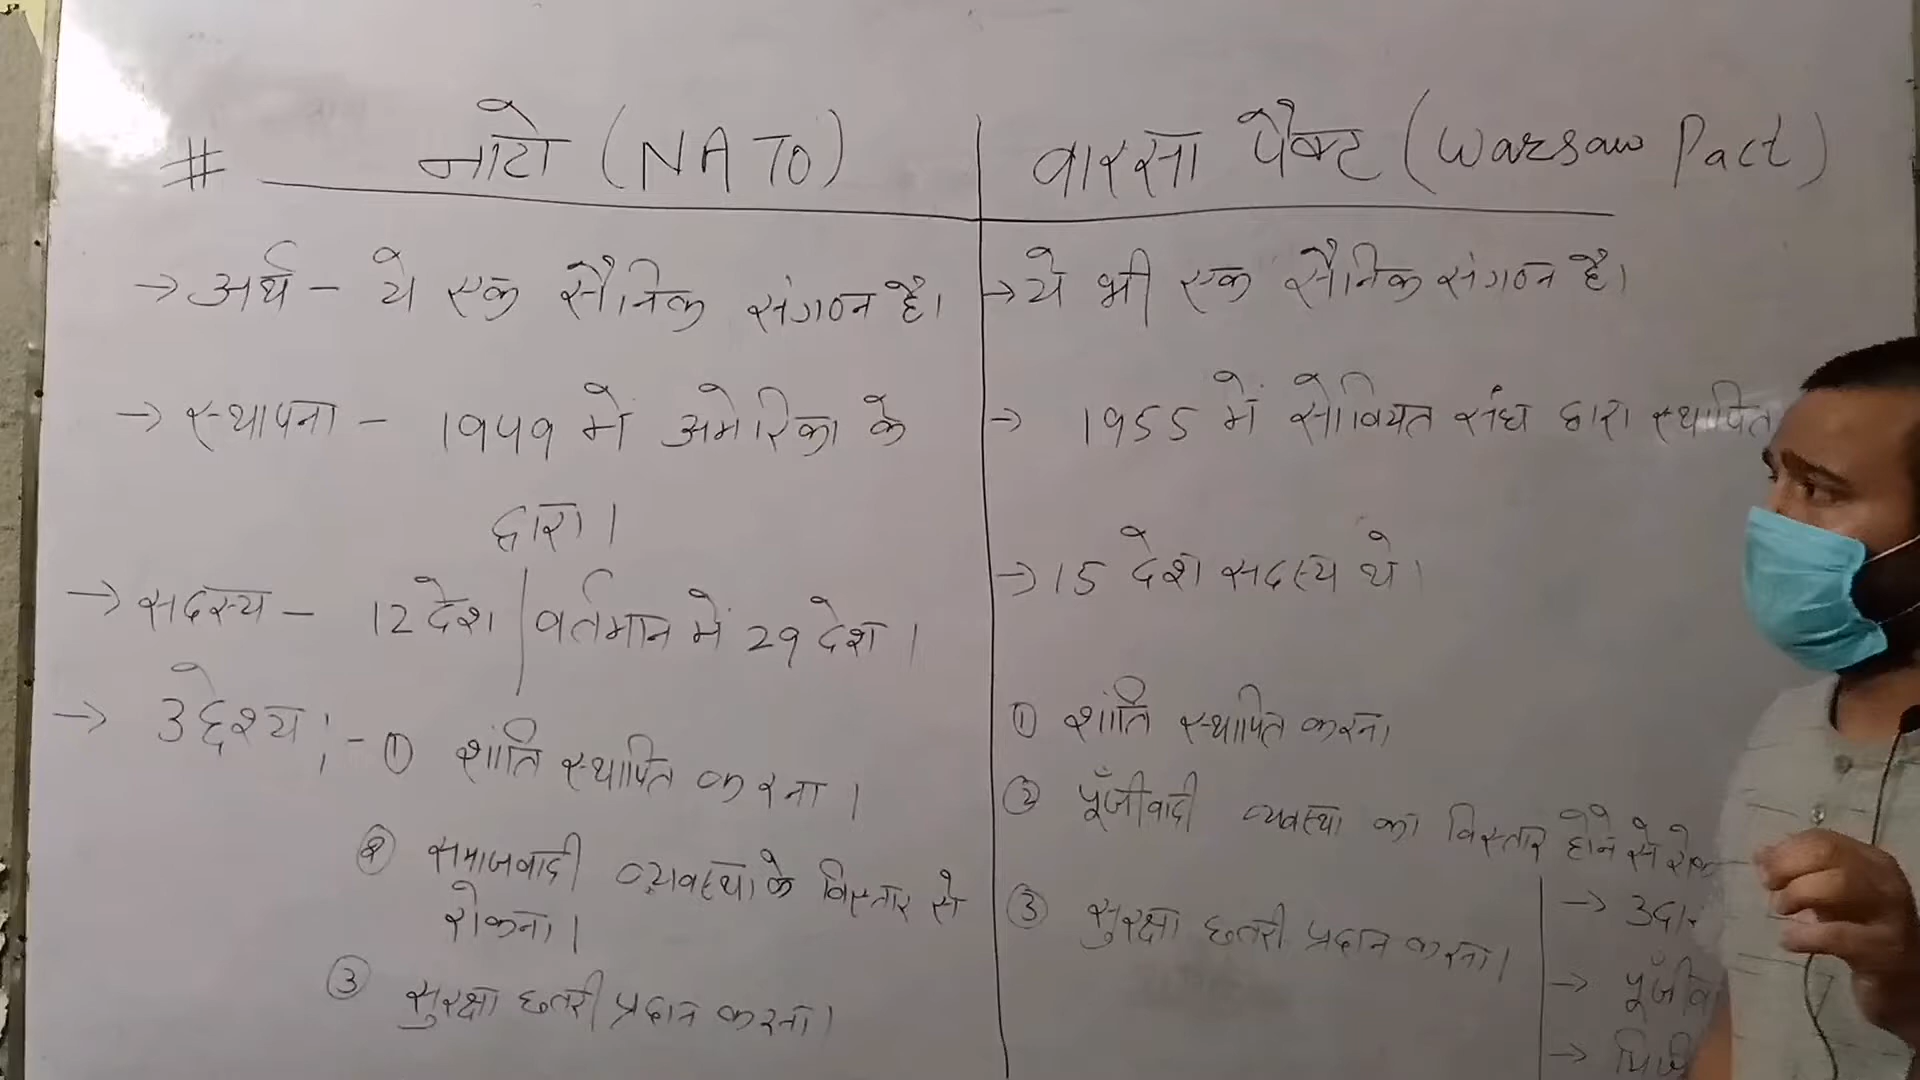 # नाटो (NATO)
→ अर्थ - ये एक सैनिक संगठन है।
→ स्थापना - १९४९ में अमेरिका के
द्वारा।
→ सदस्य - 12 देश | वर्तमान में 29 देश।
→ उद्देश्य :- ① शांति स्थापित करना।
② समाजवादी व्यवस्था के विस्तार से
रोकना।
③ सुरक्षा छतरी प्रदान करना।
वारसा पैक्ट (Warsaw Pact)
→ ये भी एक सैनिक संगठन है।
→ 1955 में सोवियत संघ द्वारा स्थापित
→ 15 देश सदस्य थे।
① शांति स्थापित करना।
② पूँजीवादी व्यवस्था का विस्तार होने से
③ सुरक्षा छतरी प्रदान करना।